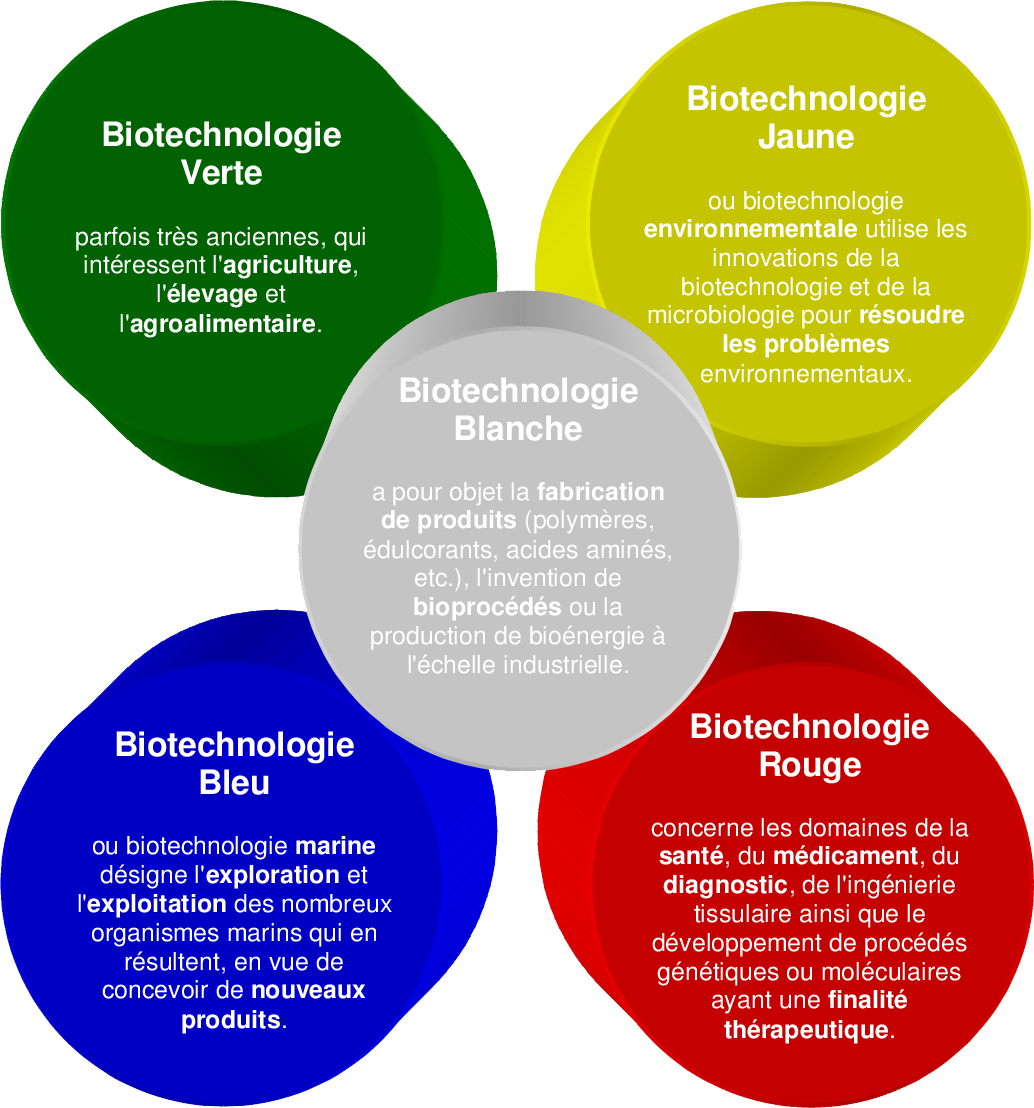 Biotechnologie
Verte
parfois très anciennes, qui
intéressent l'agriculture,
l'élevage et
l'agroalimentaire.
Biotechnologie
Jaune
ou biotechnologie
environnementale utilise les
innovations de la
biotechnologie et de la
microbiologie pour résoudre
les problèmes
environnementaux.
Biotechnologie
Blanche
a pour objet la fabrication
de produits (polymères,
édulcorants, acides aminés,
etc.), l'invention de
bioprocédés ou la
production de bioénergie à
l'échelle industrielle.
Biotechnologie
Bleu
ou biotechnologie marine
désigne l'exploration et
l'exploitation des nombreux
organismes marins qui en
résultent, en vue de
concevoir de nouveaux
produits.
Biotechnologie
Rouge
concerne les domaines de la
santé, du médicament, du
diagnostic, de l'ingénierie
tissulaire ainsi que le
développement de procédés
génétiques ou moléculaires
ayant une finalité
thérapeutique.